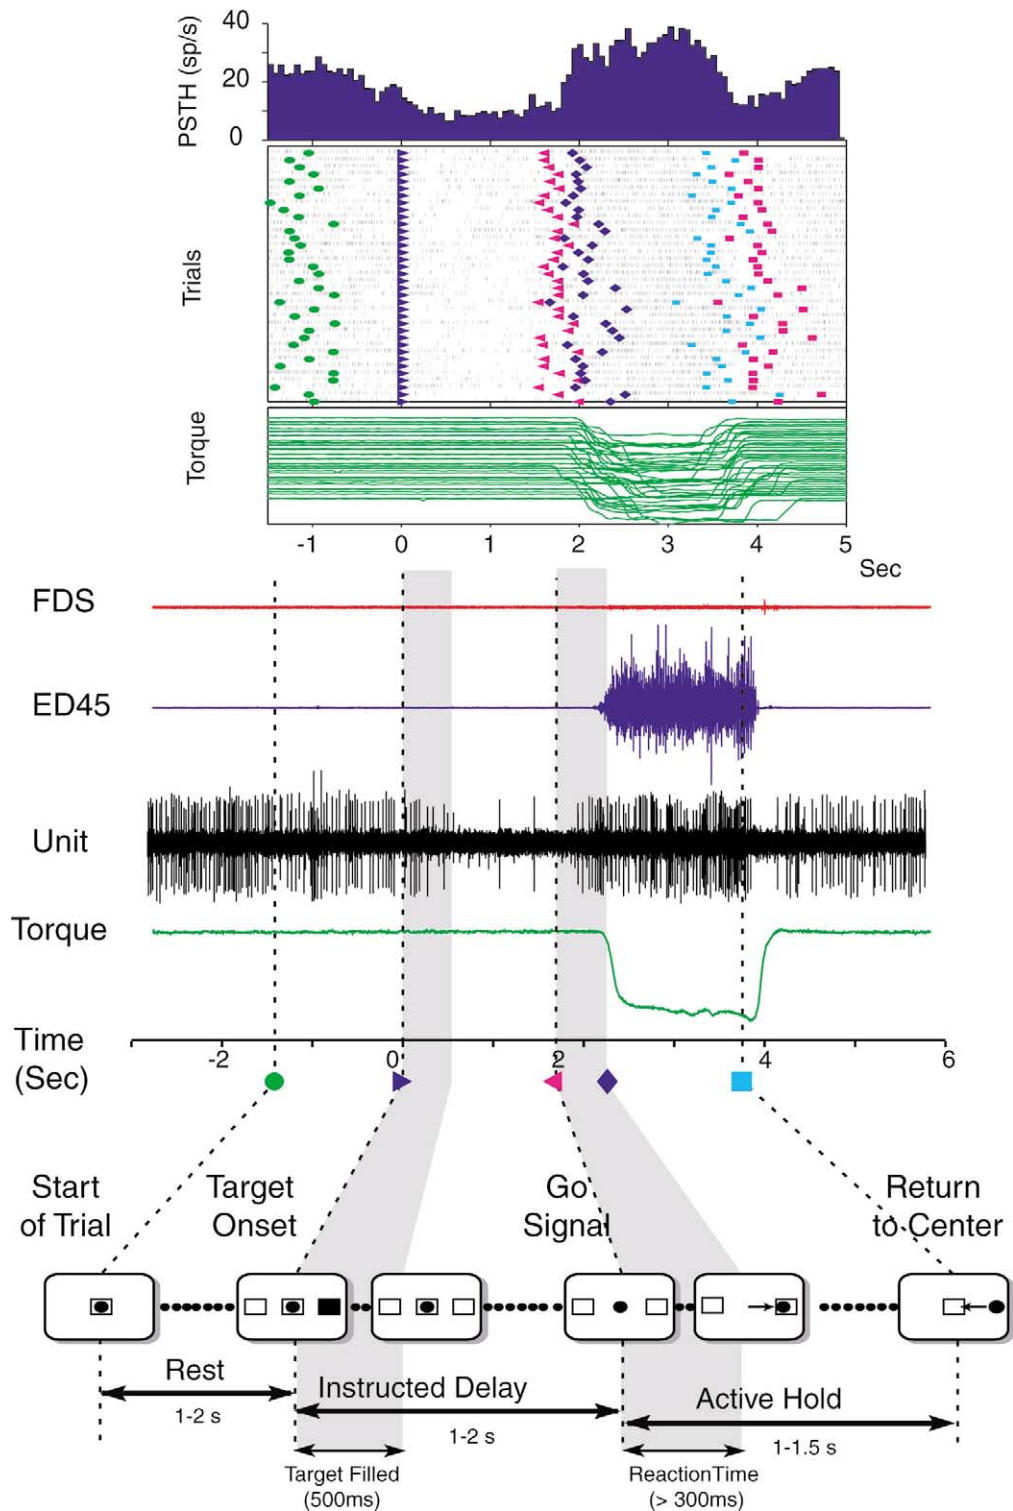 PSTH (sp/s)
40
20
0
Trials
Torque
-1 0 1 2 3 4 5
Sec
FDS
ED45
Unit
Torque
Time
(Sec)
-2 0 2 4 6
Start
of Trial
Target
Onset
Go
Signal
Return
to Center
Rest
1-2 s
Instructed Delay
1-2 s
Active Hold
1-1.5 s
Target Filled
(500ms)
ReactionTime
(> 300ms)